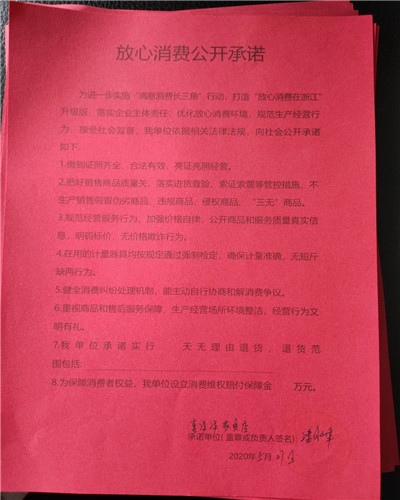 放心消费公开承诺
为进一步实施“满意消费长三角”行动，打造“放心消费在浙江”
升级版，落实企业主体责任，优化放心消费环境，规范生产经营行
为，接受社会监督，我单位依照相关法律法规，向社会公开承诺
如下：
1.做到证照齐全、合法有效，亮证亮照经营。
2.把好销售商品质量关，落实进货查验、索证索票等管控措施，不
生产销售假冒伪劣商品、违规商品、侵权商品、“三无”商品。
3.规范经营服务行为，加强价格自律，公开商品和服务质量真实信
息，明码标价，无价格欺诈行为。
4.在用的计量器具均按规定通过强制检定，确保计量准确，无短斤
缺两行为。
5.健全消费纠纷处理机制，能主动自行协商和解消费争议。
6.重视商品和售后服务保障，生产经营场所环境整洁，经营行为文
明有礼。
7.我单位承诺实行 天无理由退货，退货范
围包括：
8.为保障消费者权益，我单位设立消费维权赔付保障金 万元。
承诺单位(盖章或负责人签名)
2020年5月27日